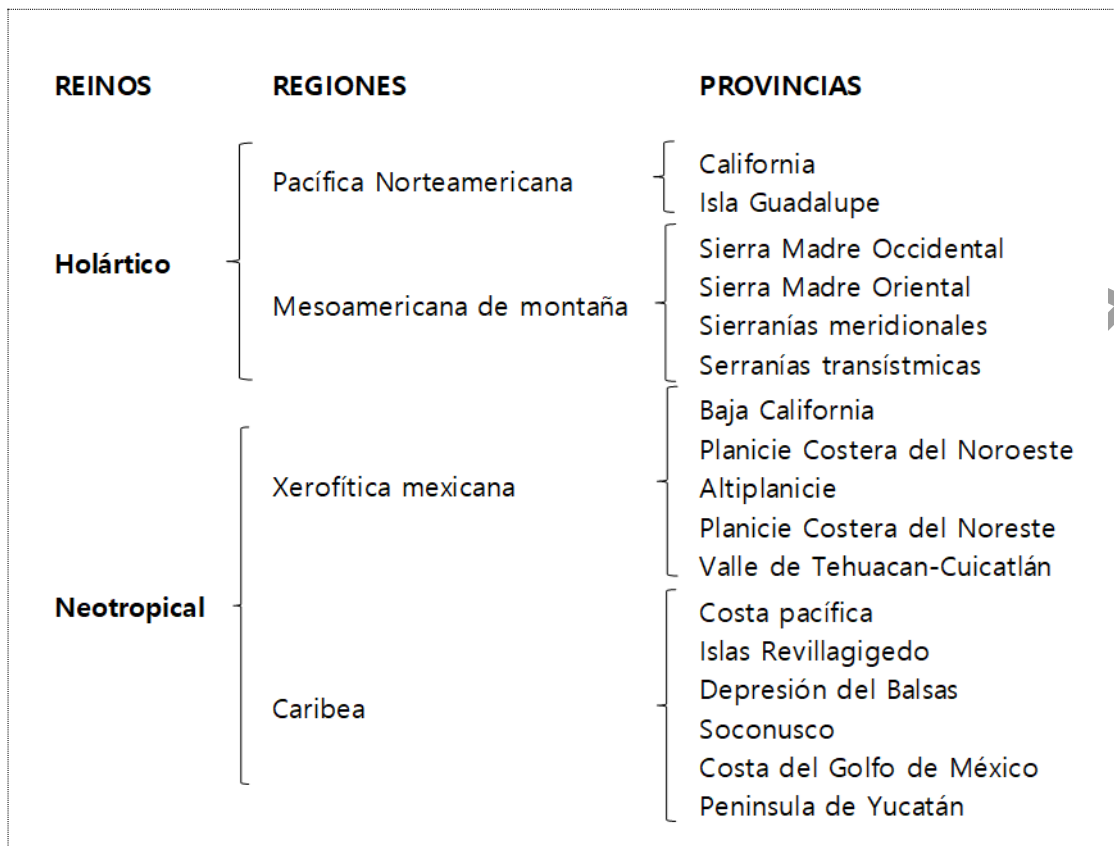 REINOS REGIONES PROVINCIAS
Pacífica Norteamericana
California
Isla Guadalupe
Holártico
Mesoamericana de montaña
Sierra Madre Occidental
Sierra Madre Oriental
Sierranías meridionales
Serranías transístmicas
Xerofítica mexicana
Baja California
Planicie Costera del Noroeste
Altiplanicie
Planicie Costera del Noreste
Valle de Tehuacan-Cuicatlán
Neotropical
Caribea
Costa pacífica
Islas Revillagigedo
Depresión del Balsas
Soconusco
Costa del Golfo de México
Peninsula de Yucatán